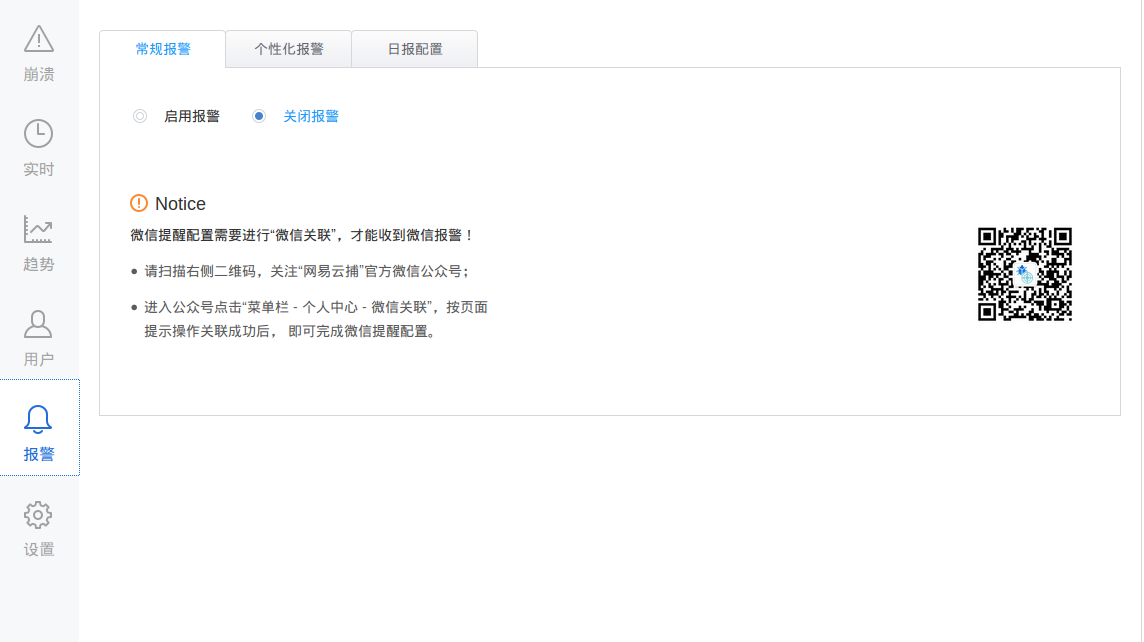 崩溃
实时
趋势
用户
报警
设置
常规报警 个性化报警 日报配置
启用报警 关闭报警
Notice
微信提醒配置需要进行“微信关联”，才能收到微信报警！
● 请扫描右侧二维码，关注“网易云捕”官方微信公众号；
● 进入公众号点击“菜单栏 - 个人中心 - 微信关联”，按页面
提示操作关联成功后， 即可完成微信提醒配置。